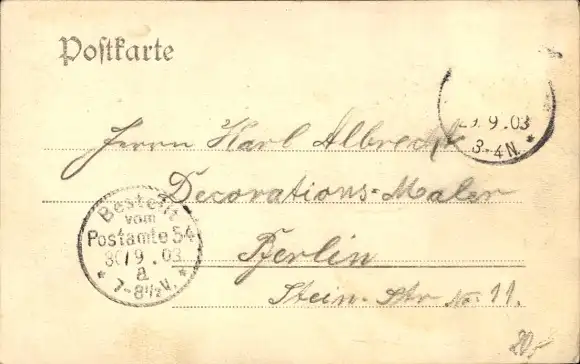 Postkarte
9.03
3-4N.
Herrn Karl Albrecht
Decorations-Maler
Berlin
Stein-Str No. 11.
Bestellt
vom
Postamte 54
30/9.03
a
7-8½V.
20,-